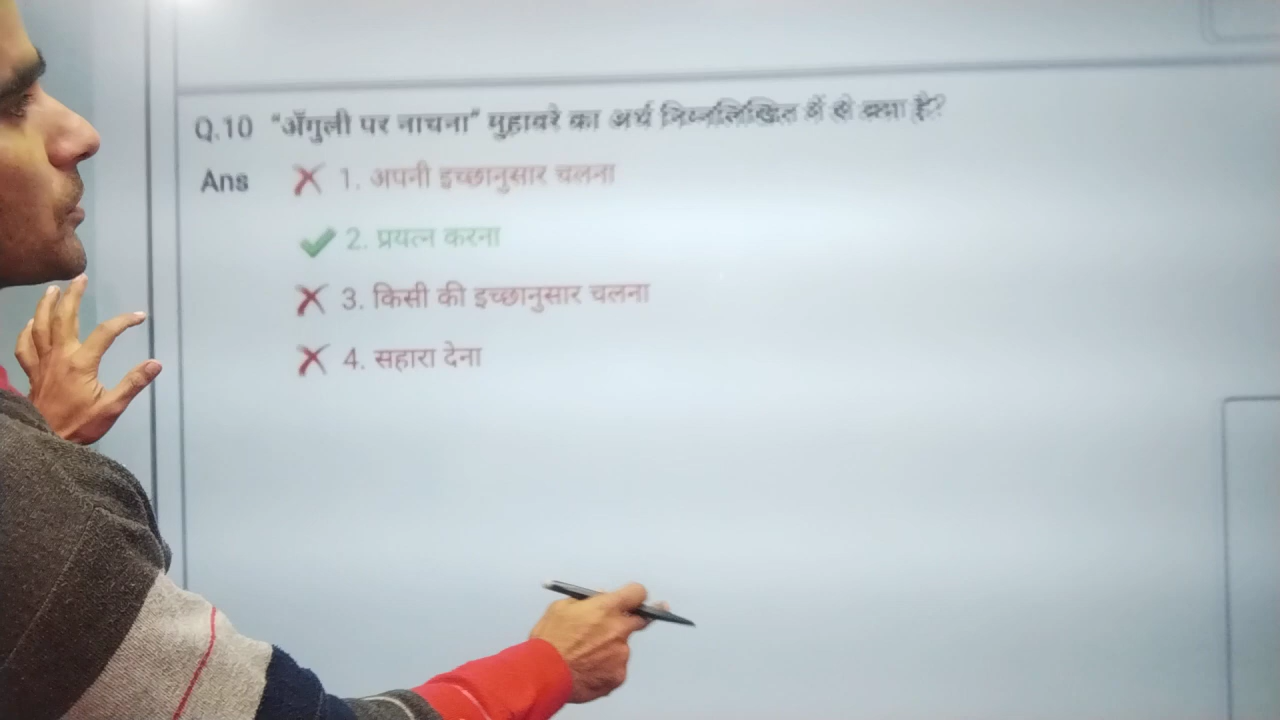 Q.10 “अँगुली पर नाचना” मुहावरे का अर्थ निम्नलिखित में से क्या है?
Ans 1. अपनी इच्छानुसार चलना
2. प्रयत्न करना
3. किसी की इच्छानुसार चलना
4. सहारा देना